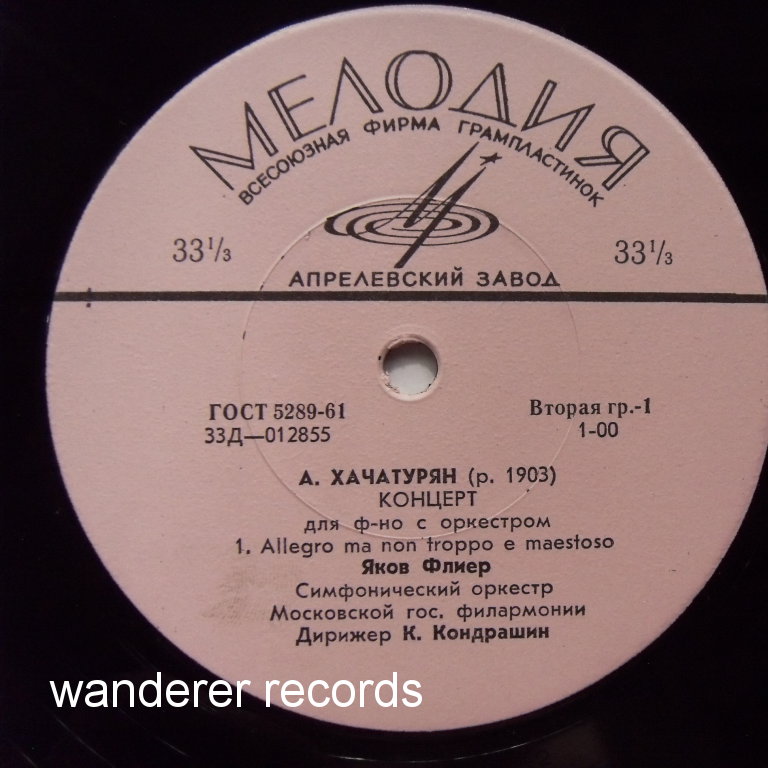 МЕЛОДИЯ
ВСЕСОЮЗНАЯ ФИРМА ГРАМПЛАСТИНОК
33⅓ 33⅓
АПРЕЛЕВСКИЙ ЗАВОД
ГОСТ 5289-61 Вторая гр.-1
33Д—012855 1-00
А. ХАЧАТУРЯН (р. 1903)
КОНЦЕРТ
для ф-но с оркестром
1. Allegro ma non troppo e maestoso
Яков Флиер
Симфонический оркестр
Московской гос. филармонии
Дирижер К. Кондрашин
wanderer records